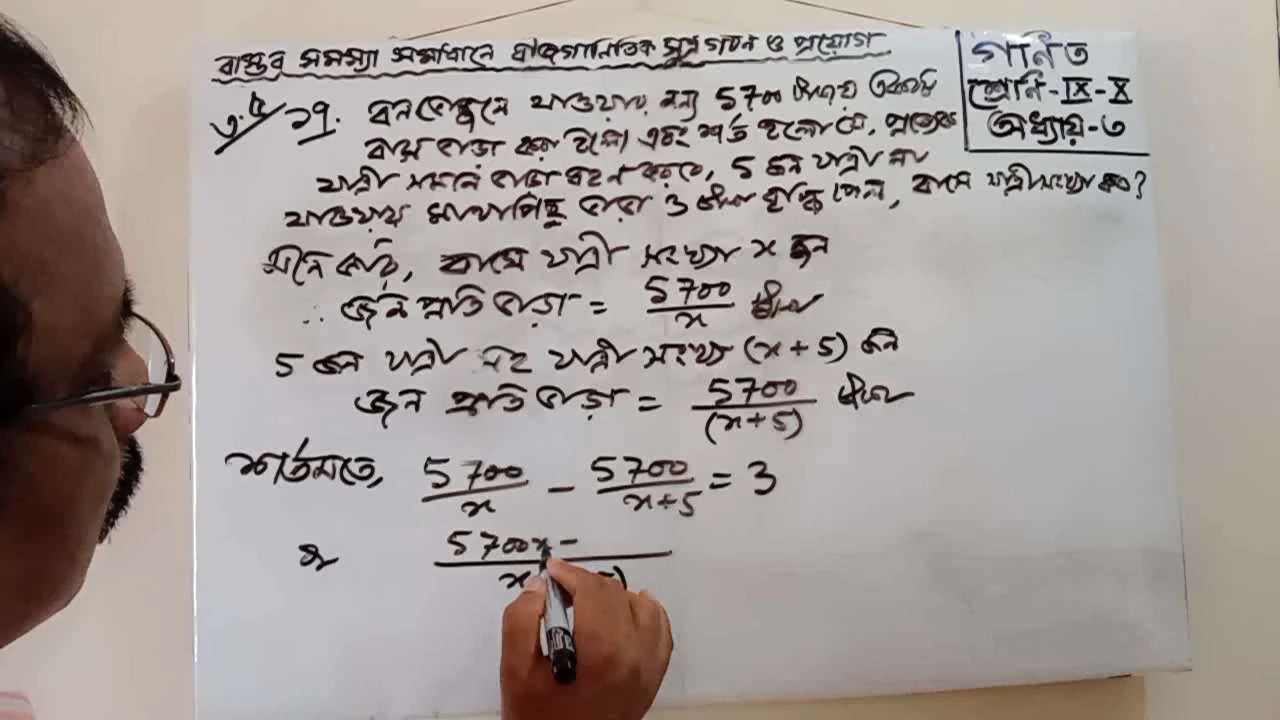 বাস্তব সমস্যা সমাধানে বীজগানিতিক সুত্র গঠন ও প্রয়োগ
গণিত
শ্রেণি-IX-X
অধ্যায়-৩
৩.৫/ ১৭. বনভোজনে যাওয়ার জন্য 5700 টাকায় একটি
বাস ভাড়া করা হলো এবং শর্ত হলো যে, প্রত্যেক
যাত্রী সমান ভাড়া বহন করবে, 5 জন যাত্রী না
যাওয়ায় মাথাপিছু ভাড়া 3 টাকা বৃদ্ধি পেল, বাসে যাত্রী সংখ্যা কত?
মনে করি, বাসে যাত্রী সংখ্যা x জন
∴ জন প্রতি ভাড়া = 5700/x টাকা
5 জন যাত্রী সহ যাত্রী সংখ্যা (x+5) জন
জন প্রতি ভাড়া = 5700/(x+5) টাকা
শর্তমতে, 5700/x - 5700/x+5 = 3
বা 5700x -
x